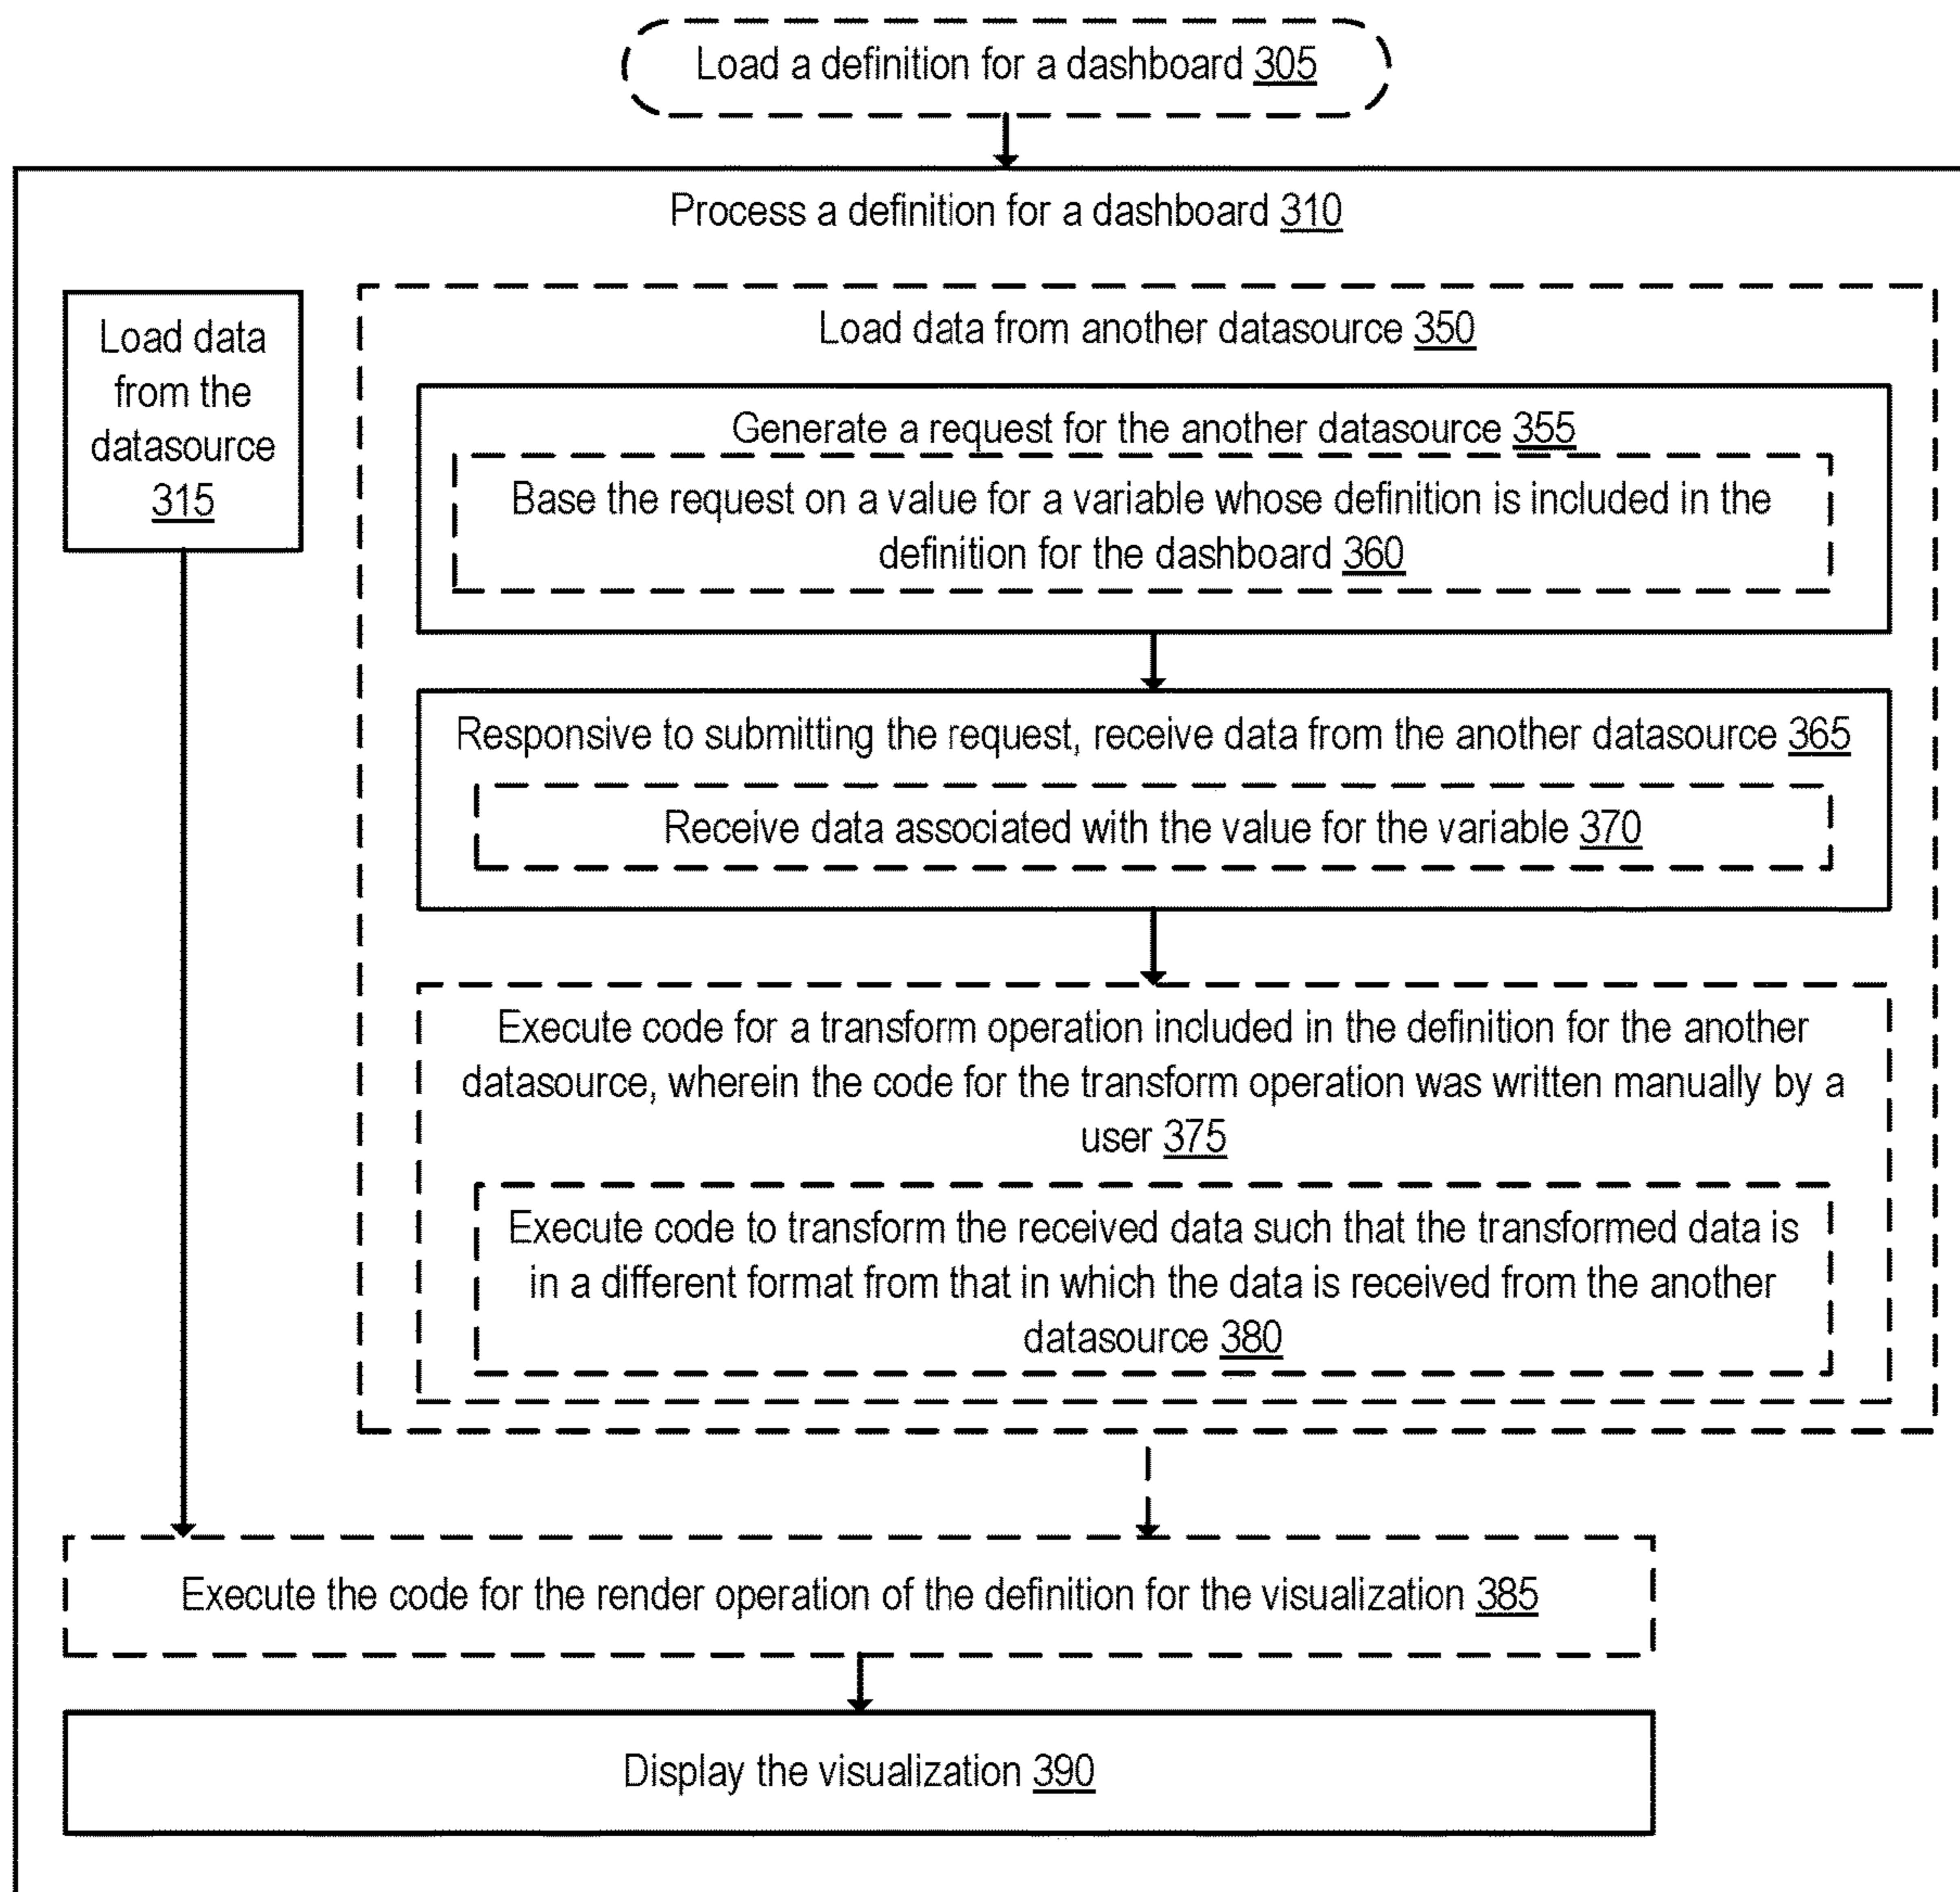 Load a definition for a dashboard 305
Process a definition for a dashboard 310
Load data
from the
datasource
315
Load data from another datasource 350
Generate a request for the another datasource 355
Base the request on a value for a variable whose definition is included in the
definition for the dashboard 360
Responsive to submitting the request, receive data from the another datasource 365
Receive data associated with the value for the variable 370
Execute code for a transform operation included in the definition for the another
datasource, wherein the code for the transform operation was written manually by a
user 375
Execute code to transform the received data such that the transformed data is
in a different format from that in which the data is received from the another
datasource 380
Execute the code for the render operation of the definition for the visualization 385
Display the visualization 390